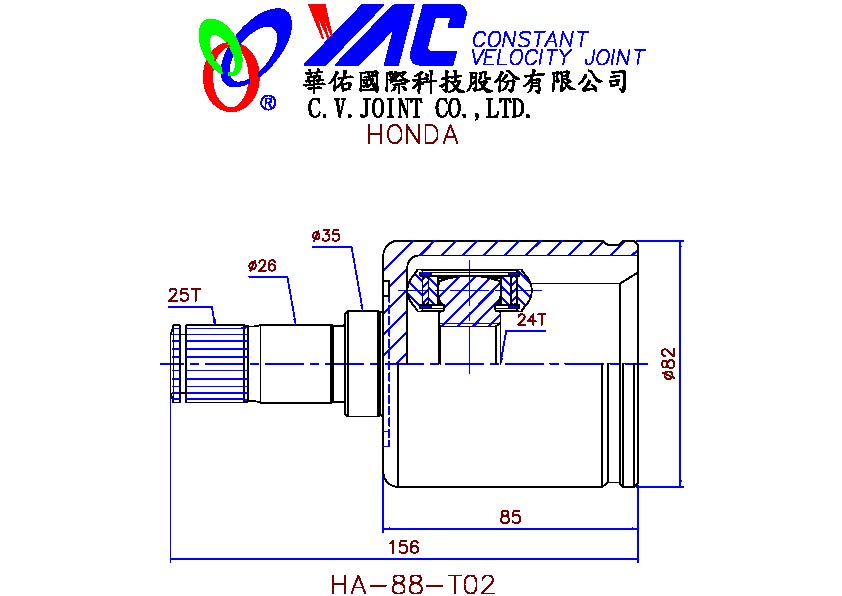 YAC CONSTANT
VELOCITY JOINT
®
華佑國際科技股份有限公司
C.V.JOINT CO.,LTD.
HONDA
ø35
ø26
25T
24T
ø82
85
156
HA-88-T02